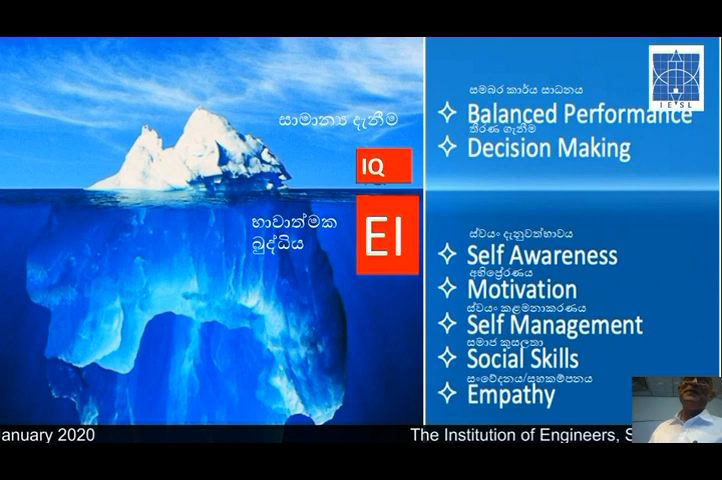 සාමාන්‍ය දැනීම
IQ
භාවාත්මක
බුද්ධිය
EI
IESL
සමබර කාර්ය සාධනය
Balanced Performance
තීරණ ගැනීම
Decision Making
ස්වයං දැනුවත්භාවය
Self Awareness
අභිප්‍රේරණය
Motivation
ස්වයං කළමනාකරණය
Self Management
සමාජ කුසලතා
Social Skills
සංවේදනය/සහකම්පනය
Empathy
anuary 2020
The Institution of Engineers, S